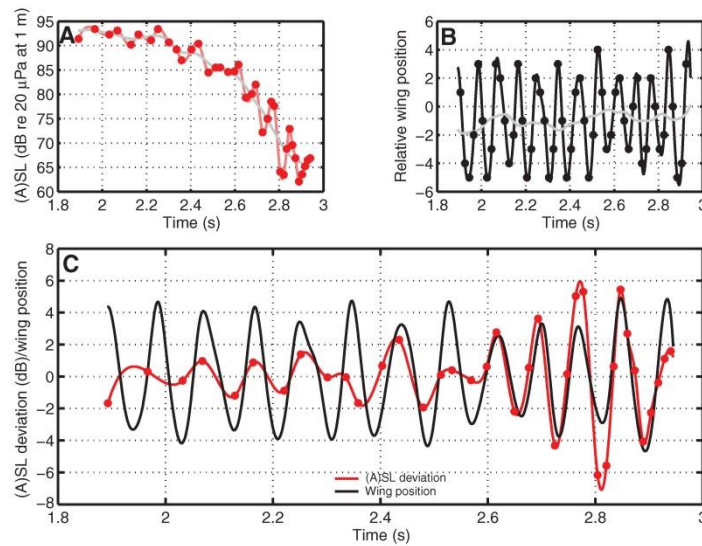 A
95
90
85
80
75
70
65
60
(A)SL (dB re 20 µPa at 1 m)
1.8 2 2.2 2.4 2.6 2.8 3
Time (s)
B
6
4
2
0
−2
−4
−6
Relative wing position
1.8 2 2.2 2.4 2.6 2.8 3
Time (s)
C
8
6
4
2
0
−2
−4
−6
−8
(A)SL deviation (dB)/wing position
(A)SL deviation
Wing position
1.8 2 2.2 2.4 2.6 2.8 3
Time (s)